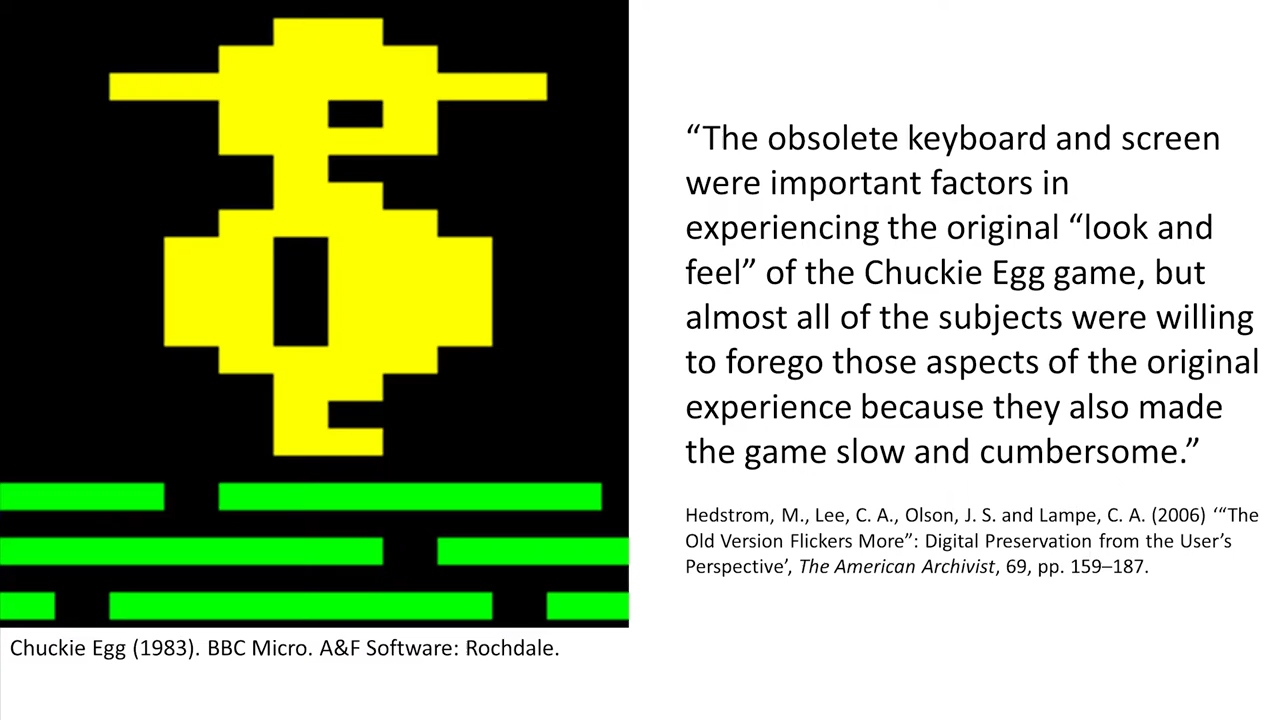 “The obsolete keyboard and screen
were important factors in
experiencing the original “look and
feel” of the Chuckie Egg game, but
almost all of the subjects were willing
to forego those aspects of the original
experience because they also made
the game slow and cumbersome.”
Hedstrom, M., Lee, C. A., Olson, J. S. and Lampe, C. A. (2006) ‘“The
Old Version Flickers More”: Digital Preservation from the User’s
Perspective’, The American Archivist, 69, pp. 159–187.
Chuckie Egg (1983). BBC Micro. A&F Software: Rochdale.